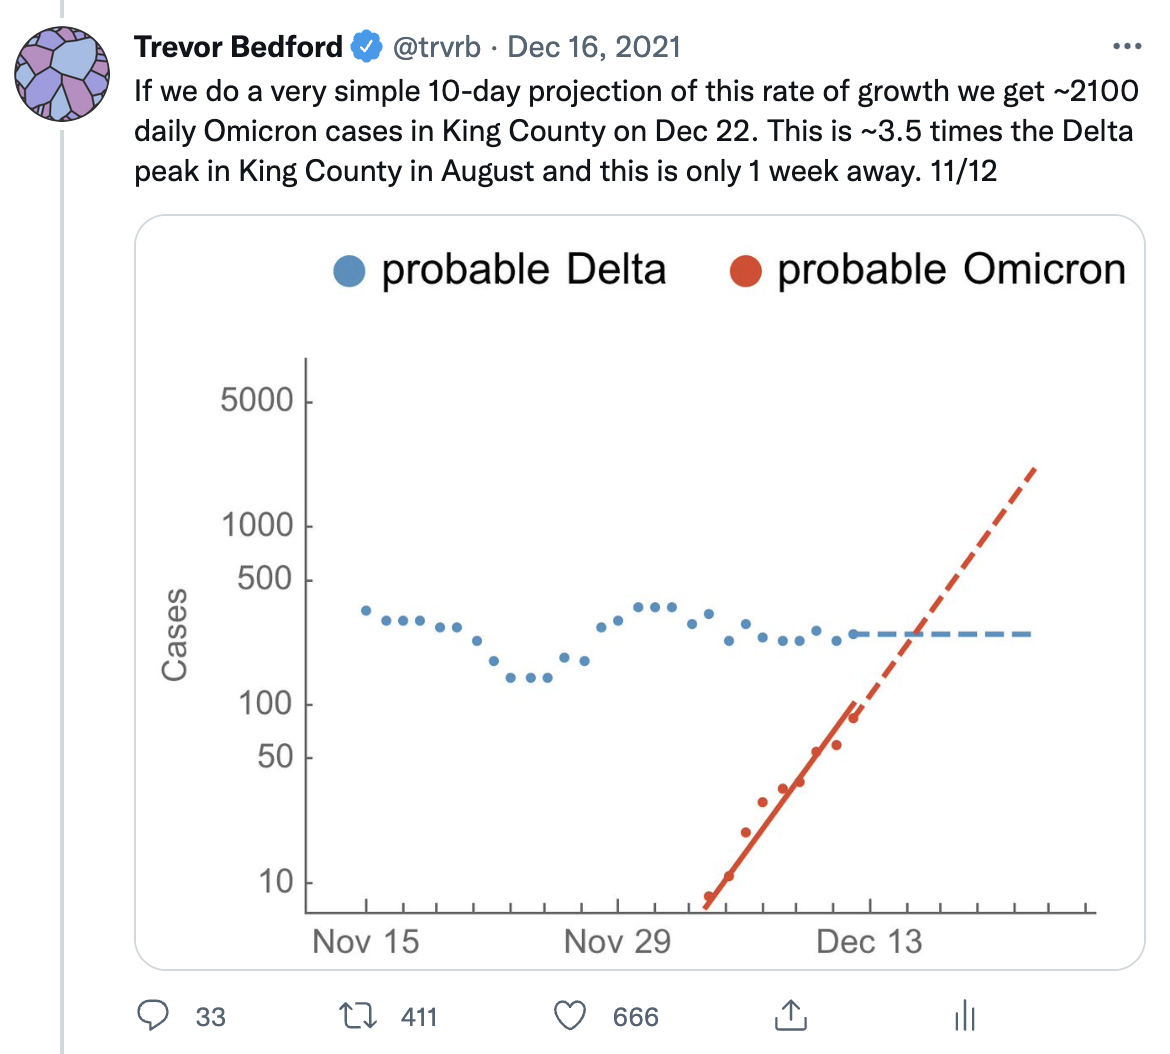 Trevor Bedford @trvrb · Dec 16, 2021
If we do a very simple 10-day projection of this rate of growth we get ~2100
daily Omicron cases in King County on Dec 22. This is ~3.5 times the Delta
peak in King County in August and this is only 1 week away. 11/12
probable Delta probable Omicron
5000
1000
500
100
50
10
Cases
Nov 15 Nov 29 Dec 13
33 411 666